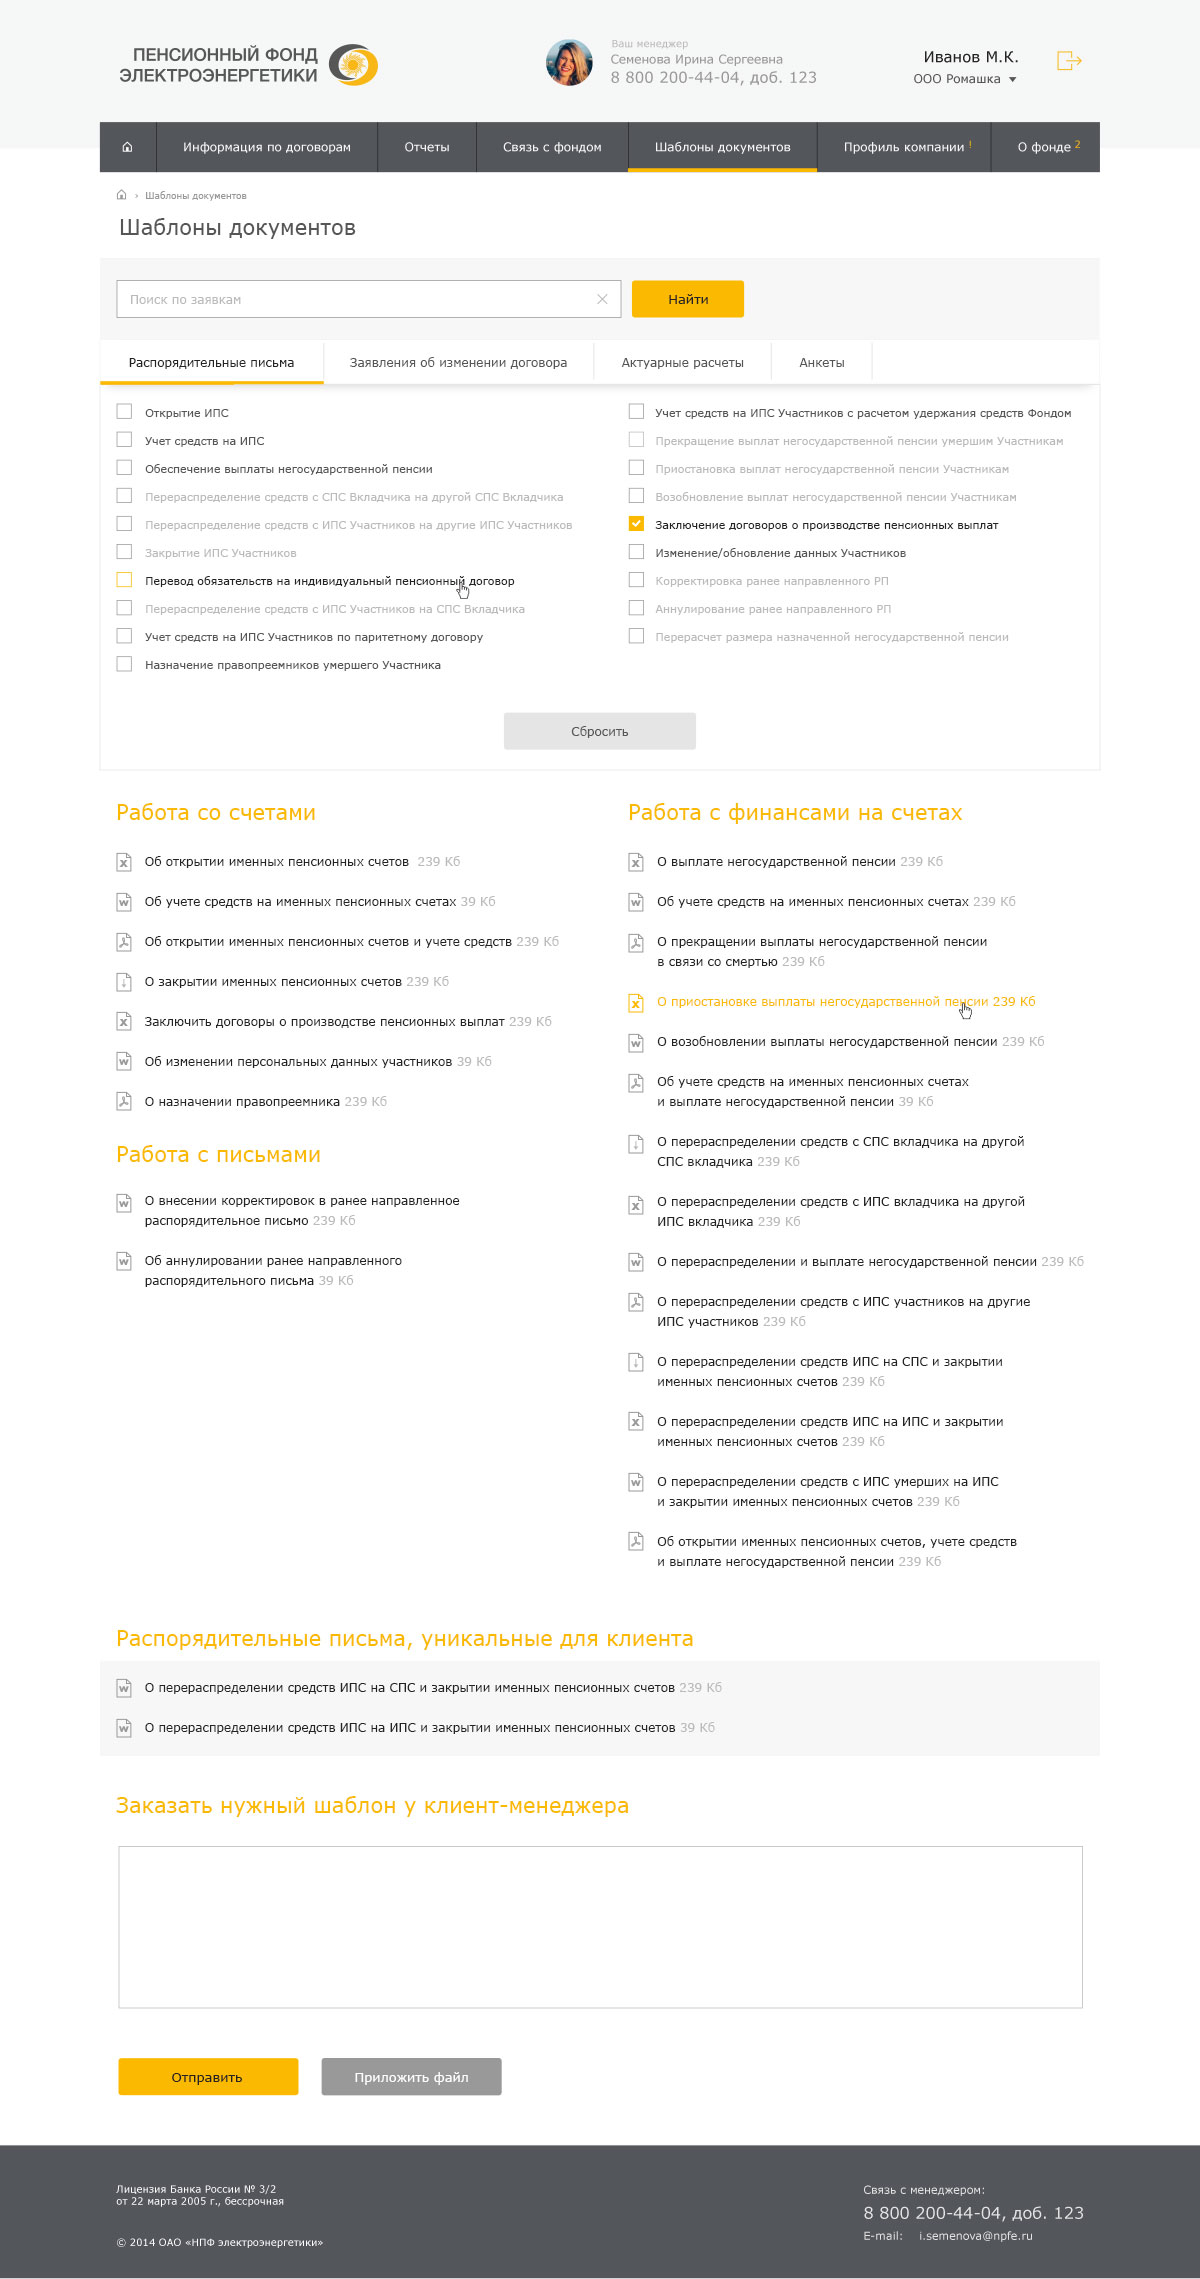 ПЕНСИОННЫЙ ФОНД
ЭЛЕКТРОЭНЕРГЕТИКИ
Ваш менеджер
Семенова Ирина Сергеевна
8 800 200-44-04, доб. 123
Иванов М.К.
ООО Ромашка
Информация по договорам
Отчеты
Связь с фондом
Шаблоны документов
Профиль компании !
О фонде 2
› Шаблоны документов
Шаблоны документов
Поиск по заявкам
Найти
Распорядительные письма
Заявления об изменении договора
Актуарные расчеты
Анкеты
Открытие ИПС
Учет средств на ИПС
Обеспечение выплаты негосударственной пенсии
Перераспределение средств с СПС Вкладчика на другой СПС Вкладчика
Перераспределение средств с ИПС Участников на другие ИПС Участников
Закрытие ИПС Участников
Перевод обязательств на индивидуальный пенсионный договор
Перераспределение средств с ИПС Участников на СПС Вкладчика
Учет средств на ИПС Участников по паритетному договору
Назначение правопреемников умершего Участника
Учет средств на ИПС Участников с расчетом удержания средств Фондом
Прекращение выплат негосударственной пенсии умершим Участникам
Приостановка выплат негосударственной пенсии Участникам
Возобновление выплат негосударственной пенсии Участникам
Заключение договоров о производстве пенсионных выплат
Изменение/обновление данных Участников
Корректировка ранее направленного РП
Аннулирование ранее направленного РП
Перерасчет размера назначенной негосударственной пенсии
Сбросить
Работа со счетами
Об открытии именных пенсионных счетов 239 Кб
Об учете средств на именных пенсионных счетах 39 Кб
Об открытии именных пенсионных счетов и учете средств 239 Кб
О закрытии именных пенсионных счетов 239 Кб
Заключить договоры о производстве пенсионных выплат 239 Кб
Об изменении персональных данных участников 39 Кб
О назначении правопреемника 239 Кб
Работа с письмами
О внесении корректировок в ранее направленное
распорядительное письмо 239 Кб
Об аннулировании ранее направленного
распорядительного письма 39 Кб
Работа с финансами на счетах
О выплате негосударственной пенсии 239 Кб
Об учете средств на именных пенсионных счетах 239 Кб
О прекращении выплаты негосударственной пенсии
в связи со смертью 239 Кб
О приостановке выплаты негосударственной пенсии 239 Кб
О возобновлении выплаты негосударственной пенсии 239 Кб
Об учете средств на именных пенсионных счетах
и выплате негосударственной пенсии 39 Кб
О перераспределении средств с СПС вкладчика на другой
СПС вкладчика 239 Кб
О перераспределении средств с ИПС вкладчика на другой
ИПС вкладчика 239 Кб
О перераспределении и выплате негосударственной пенсии 239 Кб
О перераспределении средств с ИПС участников на другие
ИПС участников 239 Кб
О перераспределении средств ИПС на СПС и закрытии
именных пенсионных счетов 239 Кб
О перераспределении средств ИПС на ИПС и закрытии
именных пенсионных счетов 239 Кб
О перераспределении средств с ИПС умерших на ИПС
и закрытии именных пенсионных счетов 239 Кб
Об открытии именных пенсионных счетов, учете средств
и выплате негосударственной пенсии 239 Кб
Распорядительные письма, уникальные для клиента
О перераспределении средств ИПС на СПС и закрытии именных пенсионных счетов 239 Кб
О перераспределении средств ИПС на ИПС и закрытии именных пенсионных счетов 39 Кб
Заказать нужный шаблон у клиент-менеджера
Отправить
Приложить файл
Лицензия Банка России № 3/2
от 22 марта 2005 г., бессрочная
© 2014 ОАО «НПФ электроэнергетики»
Связь с менеджером:
8 800 200-44-04, доб. 123
E-mail: i.semenova@npfe.ru